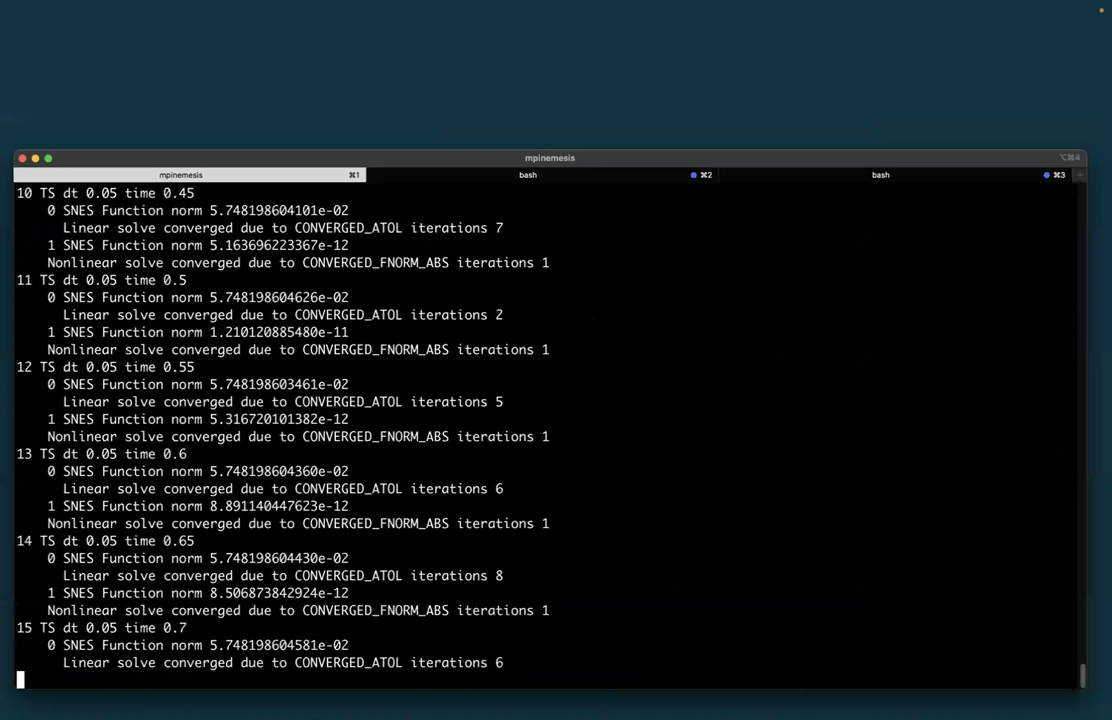 mpinemesis
⌥⌘4
mpinemesis ⌘1 bash ⌘2 bash ⌘3 +
10 TS dt 0.05 time 0.45
0 SNES Function norm 5.748198604101e-02
Linear solve converged due to CONVERGED_ATOL iterations 7
1 SNES Function norm 5.163696223367e-12
Nonlinear solve converged due to CONVERGED_FNORM_ABS iterations 1
11 TS dt 0.05 time 0.5
0 SNES Function norm 5.748198604626e-02
Linear solve converged due to CONVERGED_ATOL iterations 2
1 SNES Function norm 1.210120885480e-11
Nonlinear solve converged due to CONVERGED_FNORM_ABS iterations 1
12 TS dt 0.05 time 0.55
0 SNES Function norm 5.748198603461e-02
Linear solve converged due to CONVERGED_ATOL iterations 5
1 SNES Function norm 5.316720101382e-12
Nonlinear solve converged due to CONVERGED_FNORM_ABS iterations 1
13 TS dt 0.05 time 0.6
0 SNES Function norm 5.748198604360e-02
Linear solve converged due to CONVERGED_ATOL iterations 6
1 SNES Function norm 8.891140447623e-12
Nonlinear solve converged due to CONVERGED_FNORM_ABS iterations 1
14 TS dt 0.05 time 0.65
0 SNES Function norm 5.748198604430e-02
Linear solve converged due to CONVERGED_ATOL iterations 8
1 SNES Function norm 8.506873842924e-12
Nonlinear solve converged due to CONVERGED_FNORM_ABS iterations 1
15 TS dt 0.05 time 0.7
0 SNES Function norm 5.748198604581e-02
Linear solve converged due to CONVERGED_ATOL iterations 6